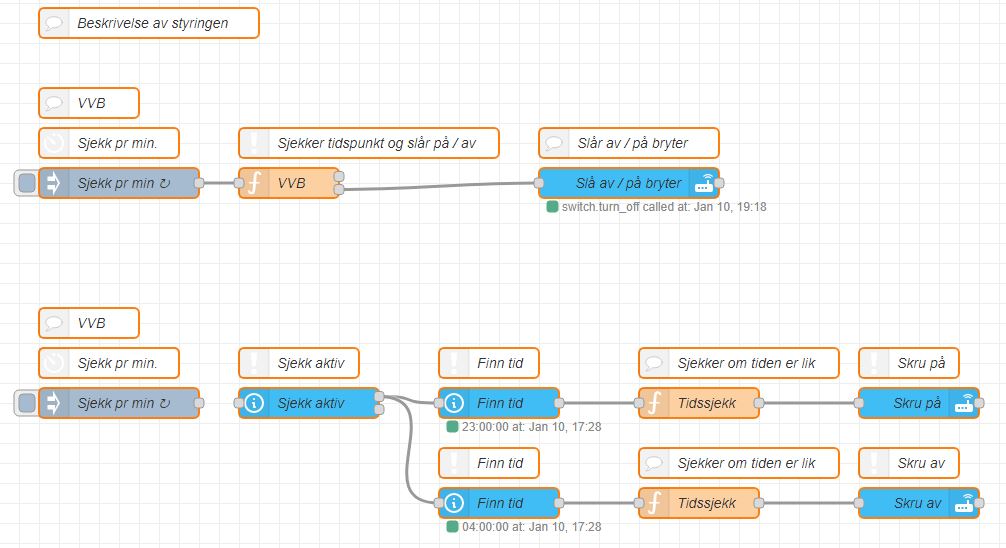 Beskrivelse av styringen
VVB
Sjekk pr min.
Sjekker tidspunkt og slår på / av
Slår av / på bryter
Sjekk pr min ↻
VVB
Slå av / på bryter
switch.turn_off called at: Jan 10, 19:18
VVB
Sjekk pr min.
Sjekk aktiv
Finn tid
Sjekker om tiden er lik
Skru på
Sjekk pr min ↻
Sjekk aktiv
Finn tid
Tidssjekk
Skru på
23:00:00 at: Jan 10, 17:28
Finn tid
Sjekker om tiden er lik
Skru av
Finn tid
Tidssjekk
Skru av
04:00:00 at: Jan 10, 17:28